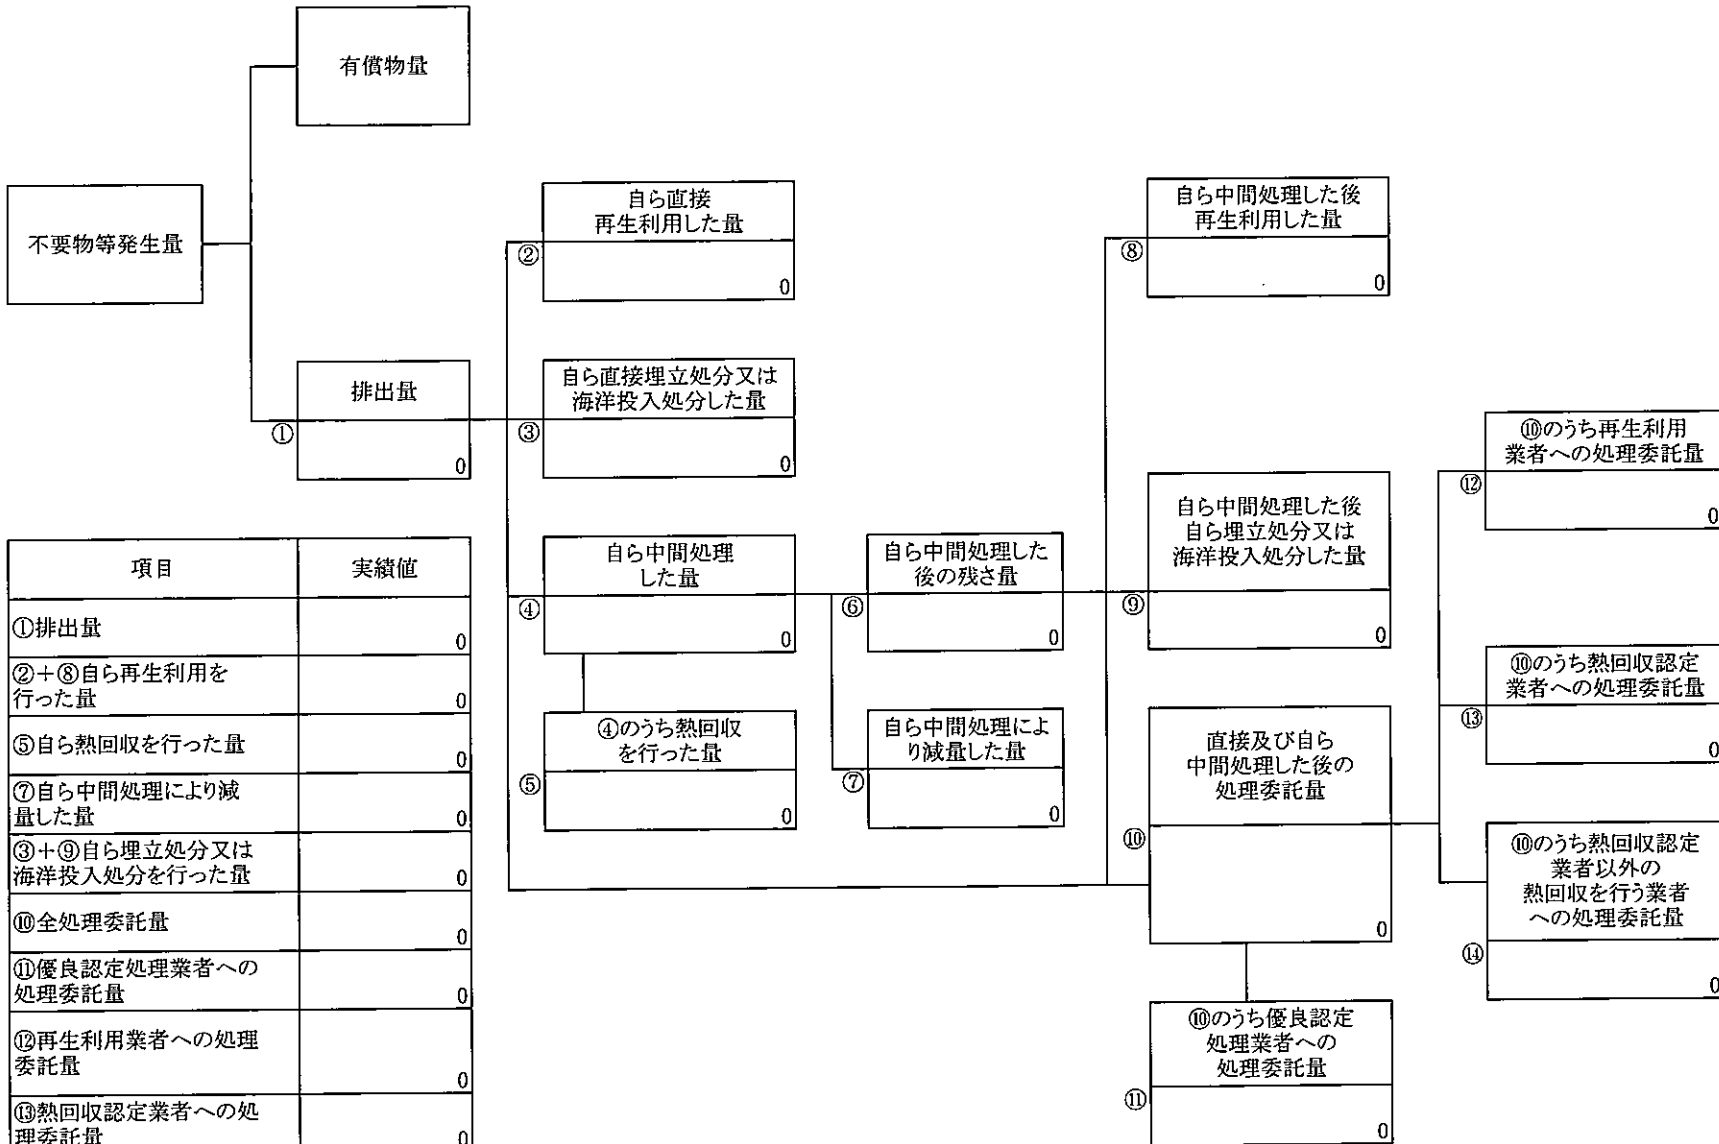 有償物量
不要物等発生量
排出量
①
0
自ら直接
再生利用した量
②
0
自ら直接埋立処分又は
海洋投入処分した量
③
0
自ら中間処理
した量
④
0
④のうち熱回収
を行った量
⑤
0
自ら中間処理した
後の残さ量
⑥
0
自ら中間処理によ
り減量した量
⑦
0
自ら中間処理した後
再生利用した量
⑧
0
自ら中間処理した後
自ら埋立処分又は
海洋投入処分した量
⑨
0
直接及び自ら
中間処理した後の
処理委託量
⑩
0
⑩のうち優良認定
処理業者への
処理委託量
⑪
0
⑩のうち再生利用
業者への処理委託量
⑫
0
⑩のうち熱回収認定
業者への処理委託量
⑬
0
⑩のうち熱回収認定
業者以外の
熱回収を行う業者
への処理委託量
⑭
0
項目 実績値
①排出量
0
②+⑧自ら再生利用を
行った量 0
⑤自ら熱回収を行った量
0
⑦自ら中間処理により減
量した量 0
③+⑨自ら埋立処分又は
海洋投入処分を行った量 0
⑩全処理委託量
0
⑪優良認定処理業者への
処理委託量 0
⑫再生利用業者への処理
委託量
0
⑬熱回収認定業者への処
理委託量 0